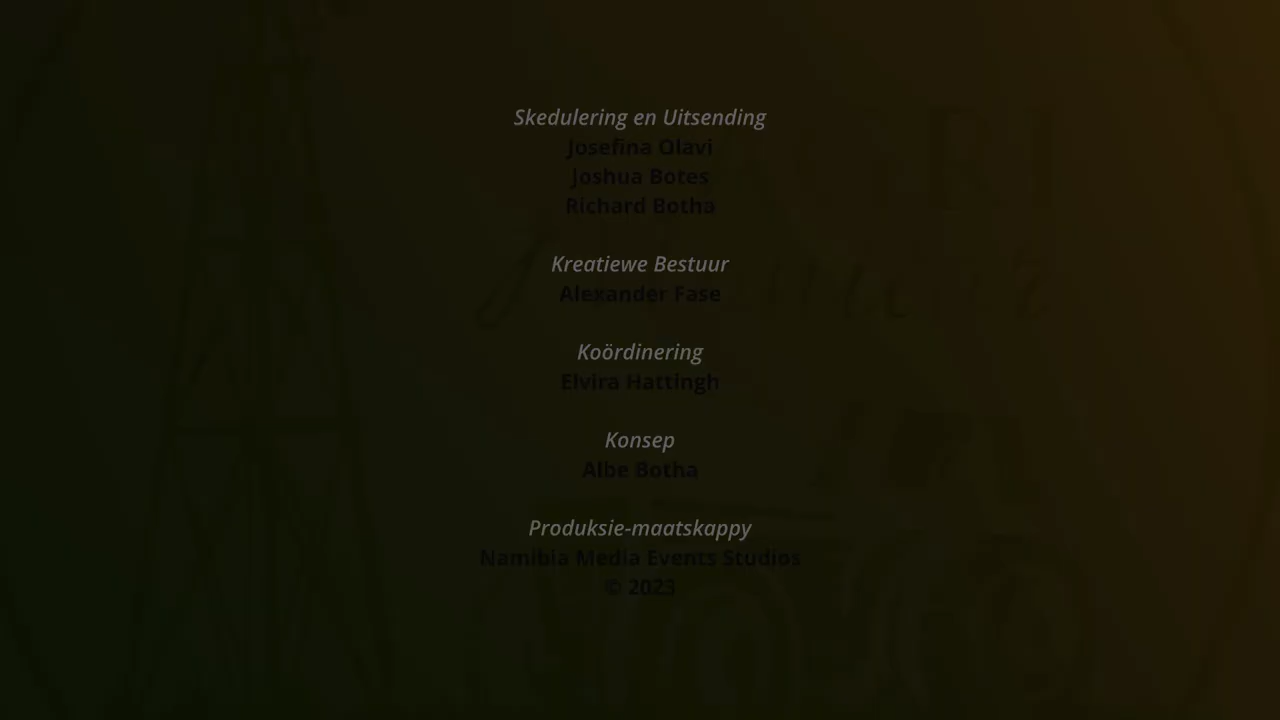 Skedulering en Uitsending
Josefina Olavi
Joshua Botes
Richard Botha
Kreatiewe Bestuur
Alexander Fase
Koördinering
Elvira Hattingh
Konsep
Albe Botha
Produksie-maatskappy
Namibia Media Events Studios
© 2023